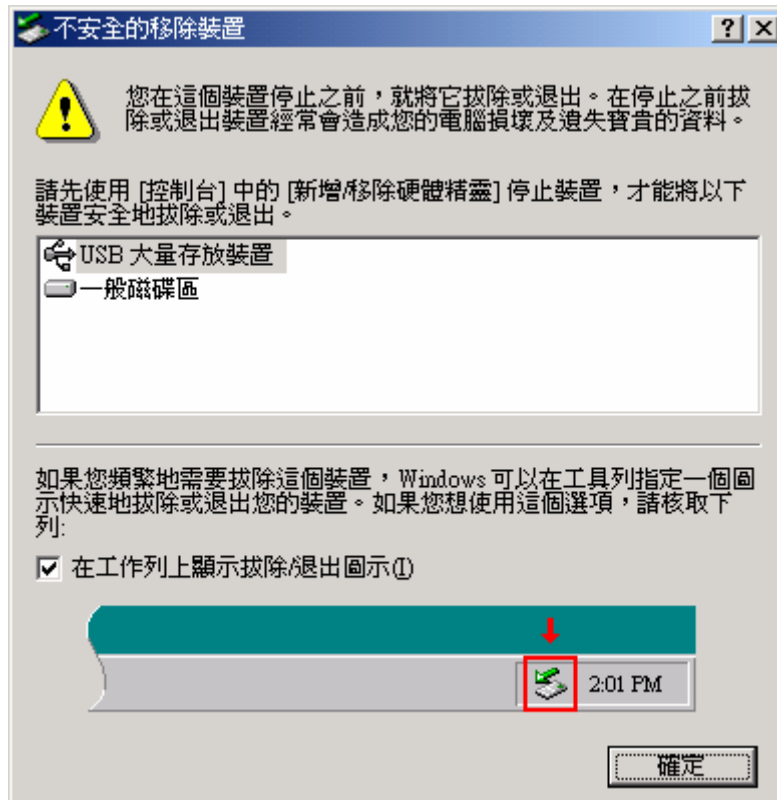 不安全的移除裝置
您在這個裝置停止之前，就將它拔除或退出。在停止之前拔
除或退出裝置經常會造成您的電腦損壞及遺失寶貴的資料。
請先使用 [控制台] 中的 [新增/移除硬體精靈] 停止裝置，才能將以下
裝置安全地拔除或退出。
USB 大量存放裝置
一般磁碟區
如果您頻繁地需要拔除這個裝置，Windows 可以在工具列指定一個圖
示快速地拔除或退出您的裝置。如果您想使用這個選項，請核取下
列:
在工作列上顯示拔除/退出圖示(I)
2:01 PM
確定